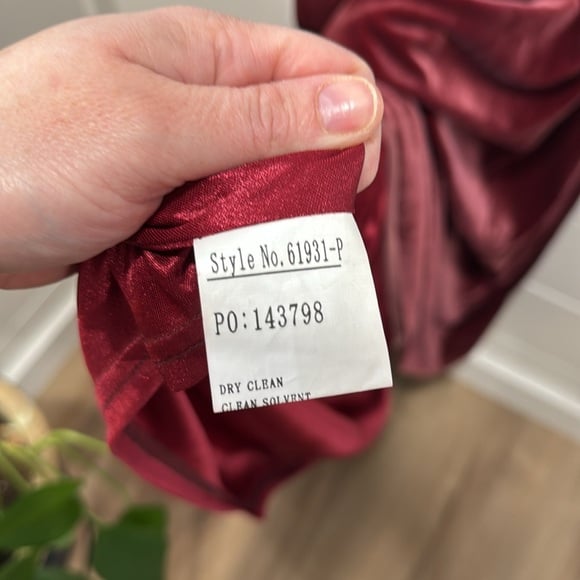 Style No.61931-P
PO:143798
DRY CLEAN
CLEAN SOLVENT